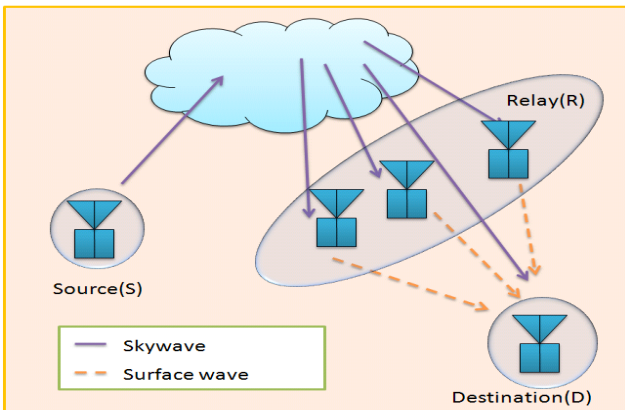 Relay(R)
Source(S)
Skywave
Surface wave
Destination(D)